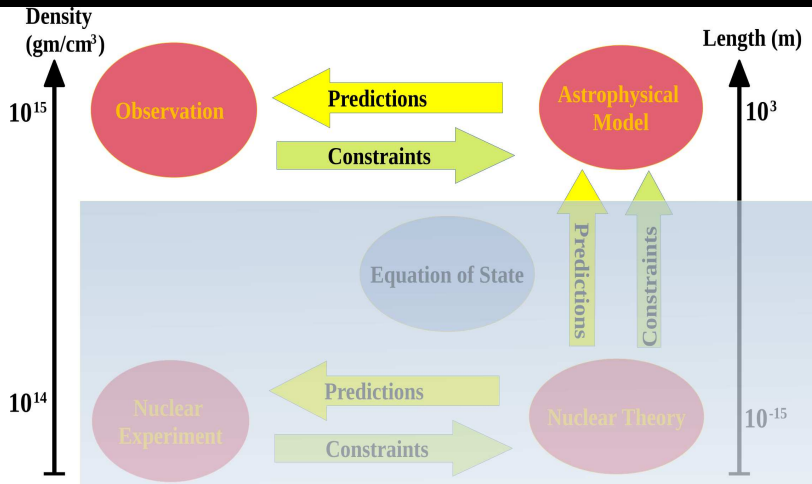 Density
(gm/cm³)
Length (m)
10¹⁵
Observation
Predictions
Constraints
Astrophysical
Model
10³
Equation of State
Predictions
Constraints
10¹⁴
Nuclear
Experiment
Predictions
Constraints
Nuclear Theory
10⁻¹⁵